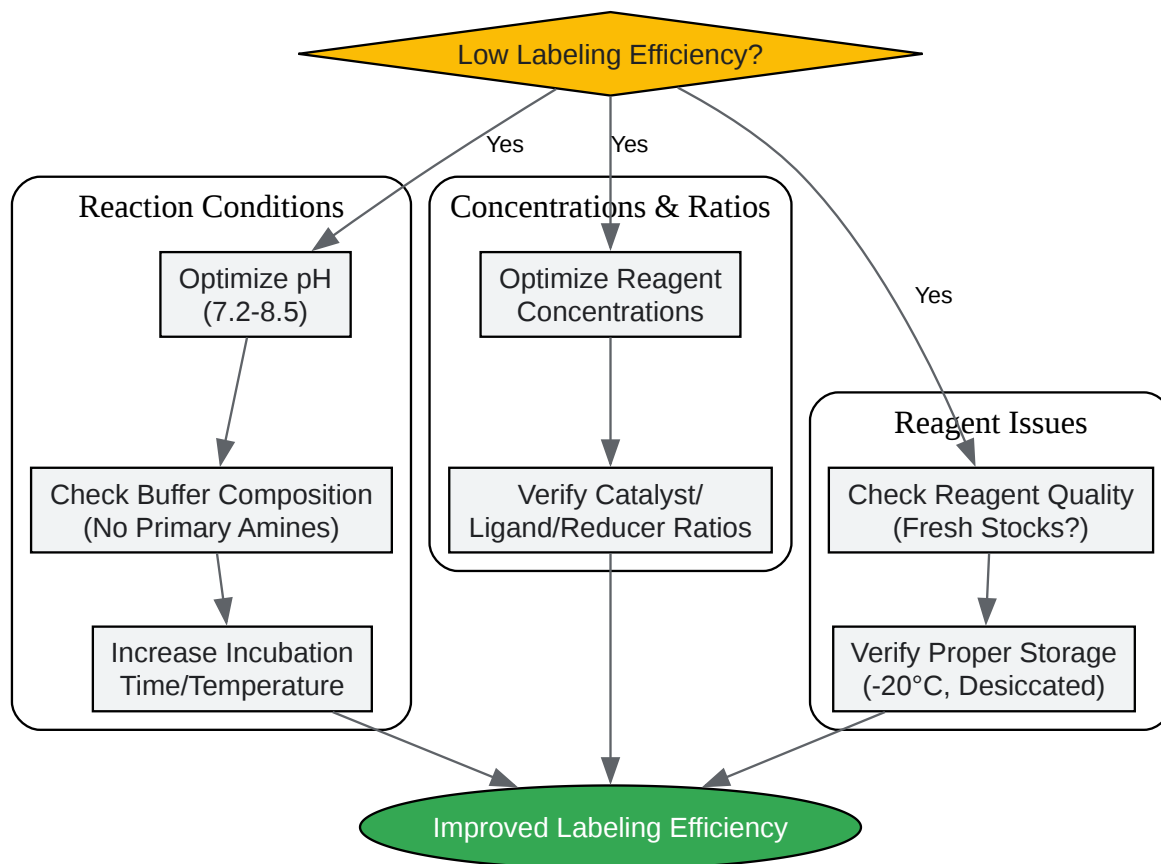 Low Labeling Efficiency?
Yes
Yes
Yes
Reaction Conditions
Optimize pH
(7.2-8.5)
Check Buffer Composition
(No Primary Amines)
Increase Incubation
Time/Temperature
Concentrations & Ratios
Optimize Reagent
Concentrations
Verify Catalyst/
Ligand/Reducer Ratios
Reagent Issues
Check Reagent Quality
(Fresh Stocks?)
Verify Proper Storage
(-20°C, Desiccated)
Improved Labeling Efficiency